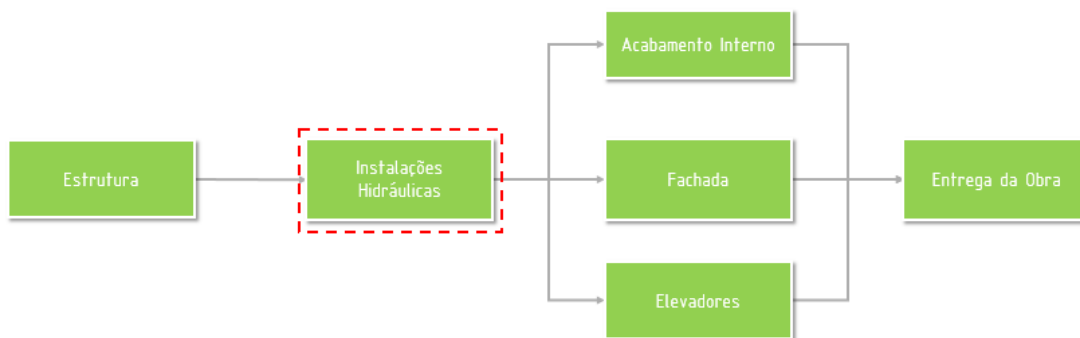 Estrutura
Instalações
Hidráulicas
Acabamento Interno
Fachada
Elevadores
Entrega da Obra